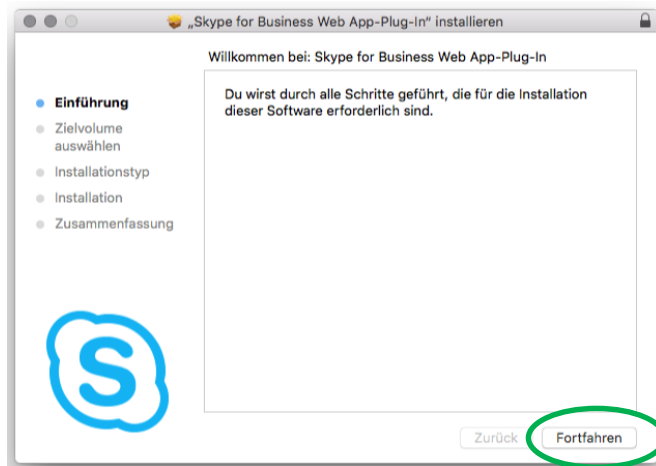 „Skype for Business Web App-Plug-In“ installieren
Willkommen bei: Skype for Business Web App-Plug-In
Einführung
Zielvolume
auswählen
Installationstyp
Installation
Zusammenfassung
Du wirst durch alle Schritte geführt, die für die Installation
dieser Software erforderlich sind.
S
Zurück
Fortfahren